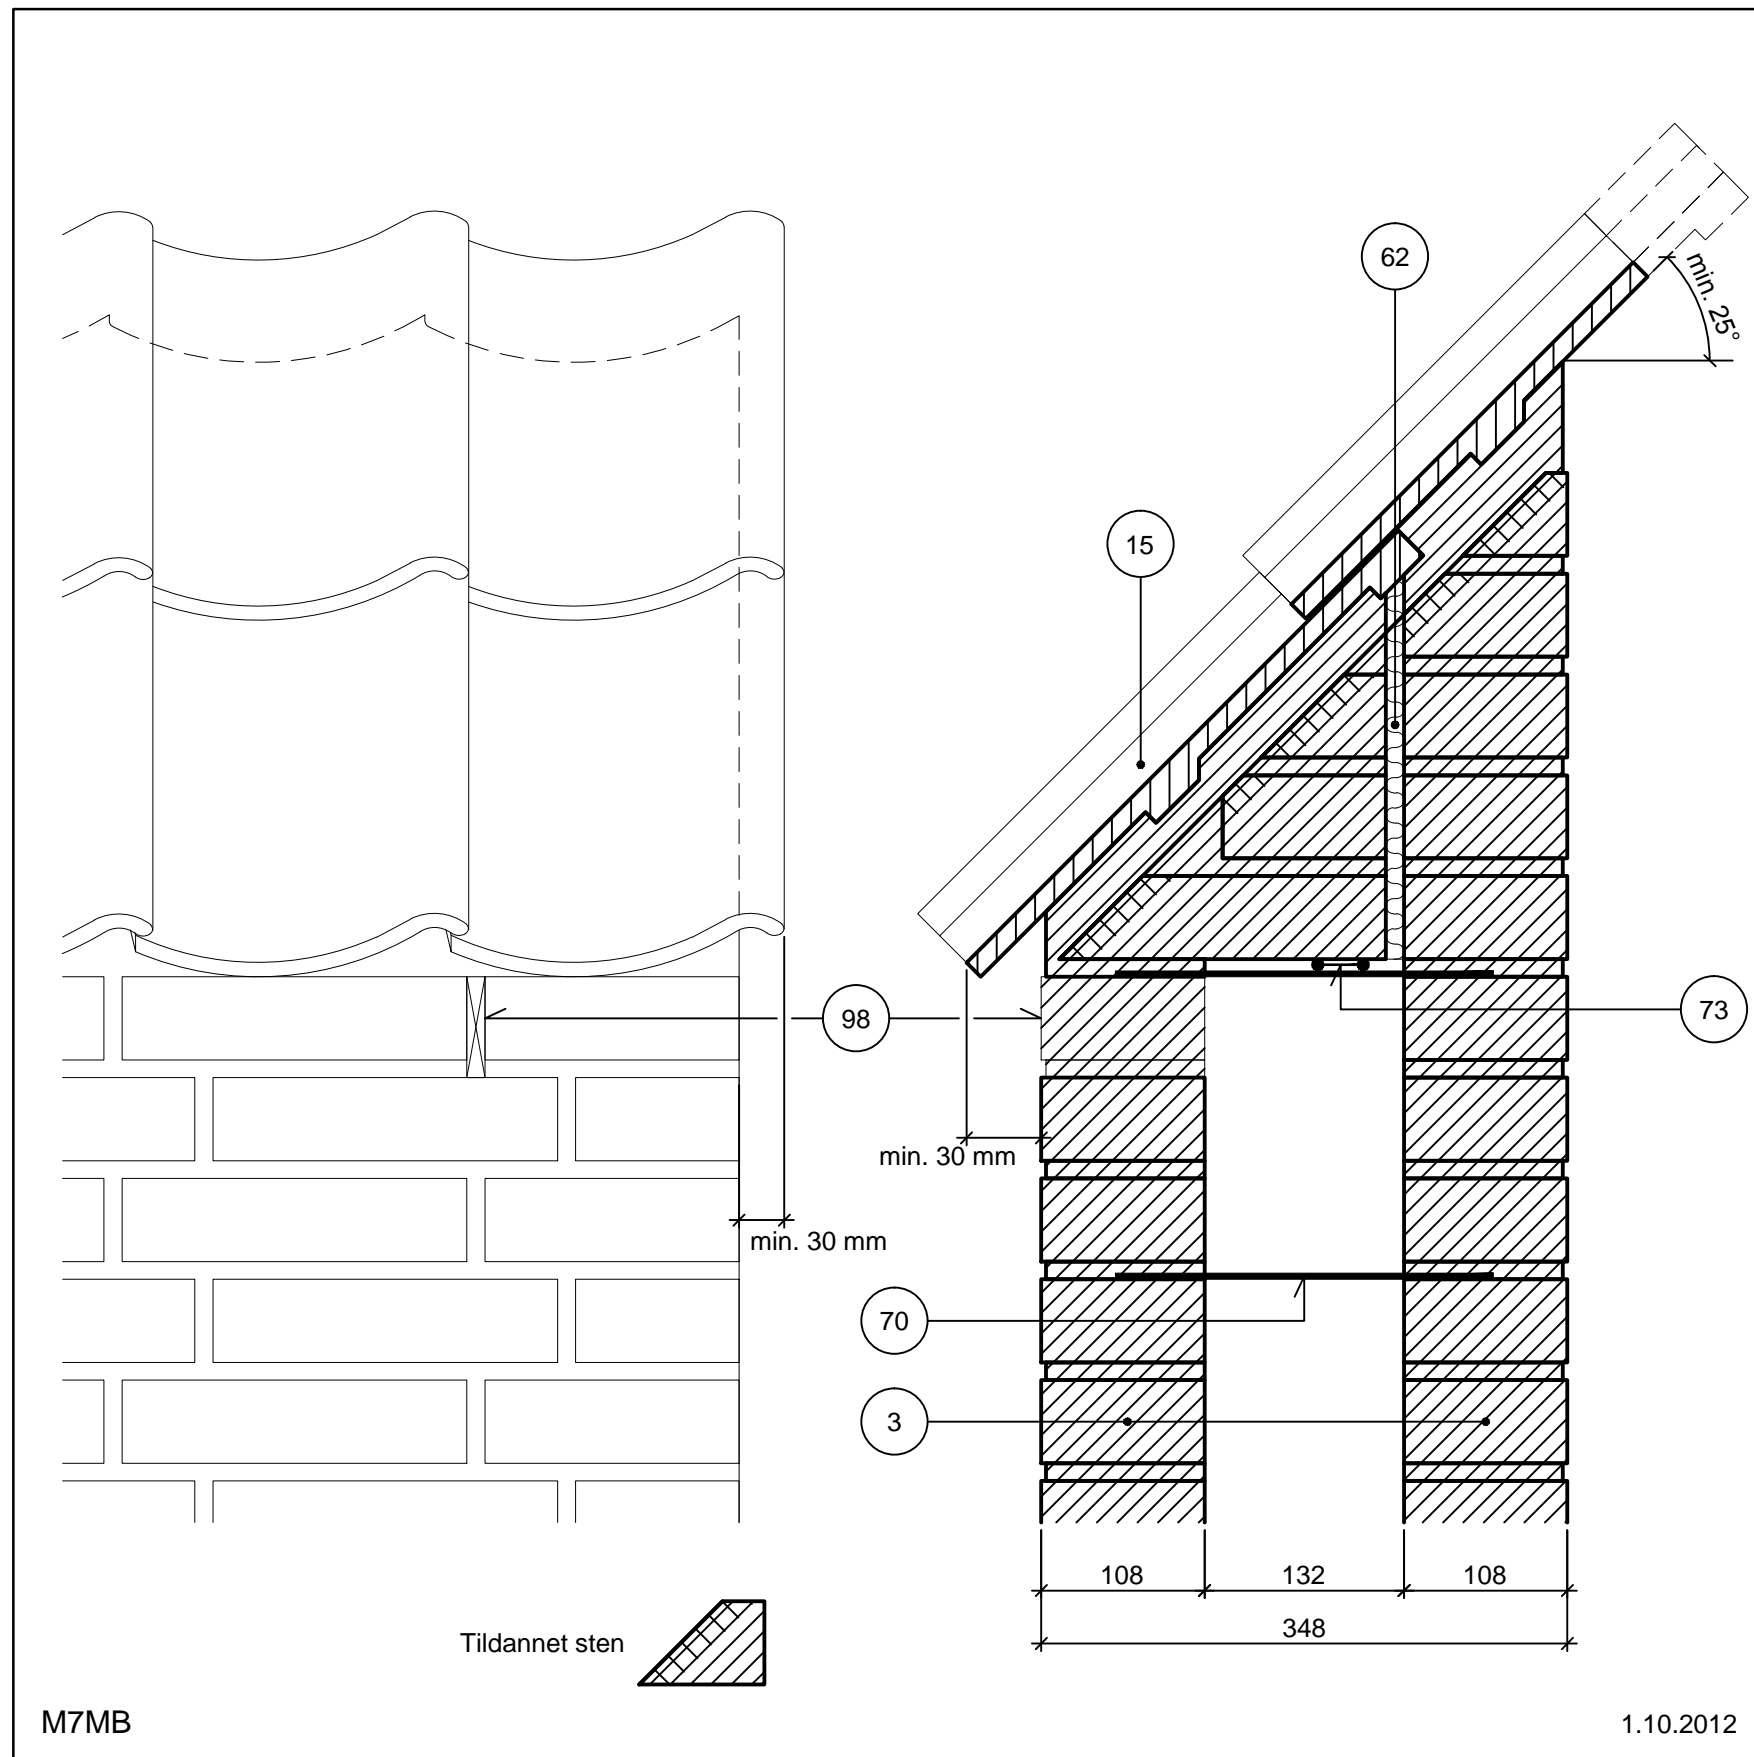 62
min. 25°
15
98
73
min. 30 mm
min. 30 mm
70
3
108
132
108
348
Tildannet sten
M7MB
1.10.2012